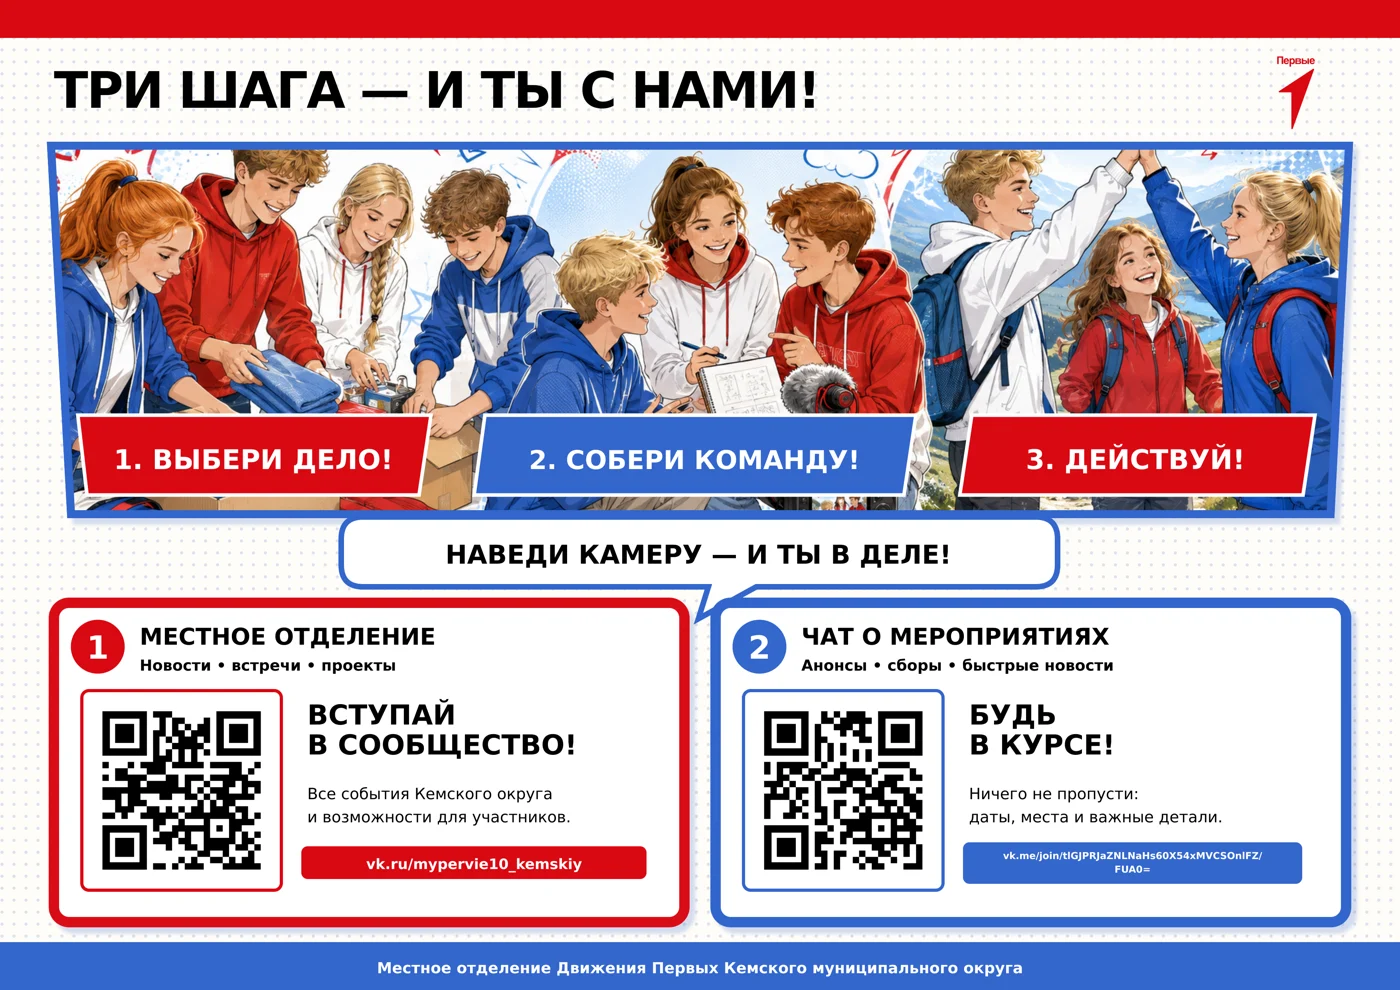 ТРИ ШАГА — И ТЫ С НАМИ!
Первые
1. ВЫБЕРИ ДЕЛО!
2. СОБЕРИ КОМАНДУ!
3. ДЕЙСТВУЙ!
НАВЕДИ КАМЕРУ — И ТЫ В ДЕЛЕ!
1
МЕСТНОЕ ОТДЕЛЕНИЕ
Новости • встречи • проекты
ВСТУПАЙ
В СООБЩЕСТВО!
Все события Кемского округа
и возможности для участников.
vk.ru/mypervie10_kemskiy
2
ЧАТ О МЕРОПРИЯТИЯХ
Анонсы • сборы • быстрые новости
БУДЬ
В КУРСЕ!
Ничего не пропусти:
даты, места и важные детали.
vk.me/join/tlGJPRJaZNLNaHs60X54xMVCSOnlFZ/
FUA0=
Местное отделение Движения Первых Кемского муниципального округа